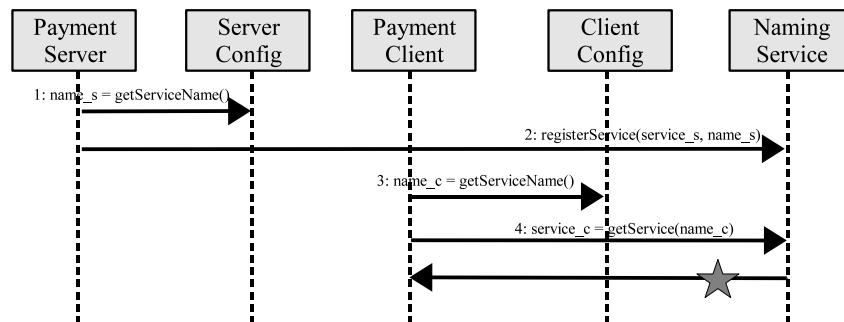 Payment
Server
Server
Config
Payment
Client
Client
Config
Naming
Service
1: name_s = getServiceName()
2: registerService(service_s, name_s)
3: name_c = getServiceName()
4: service_c = getService(name_c)